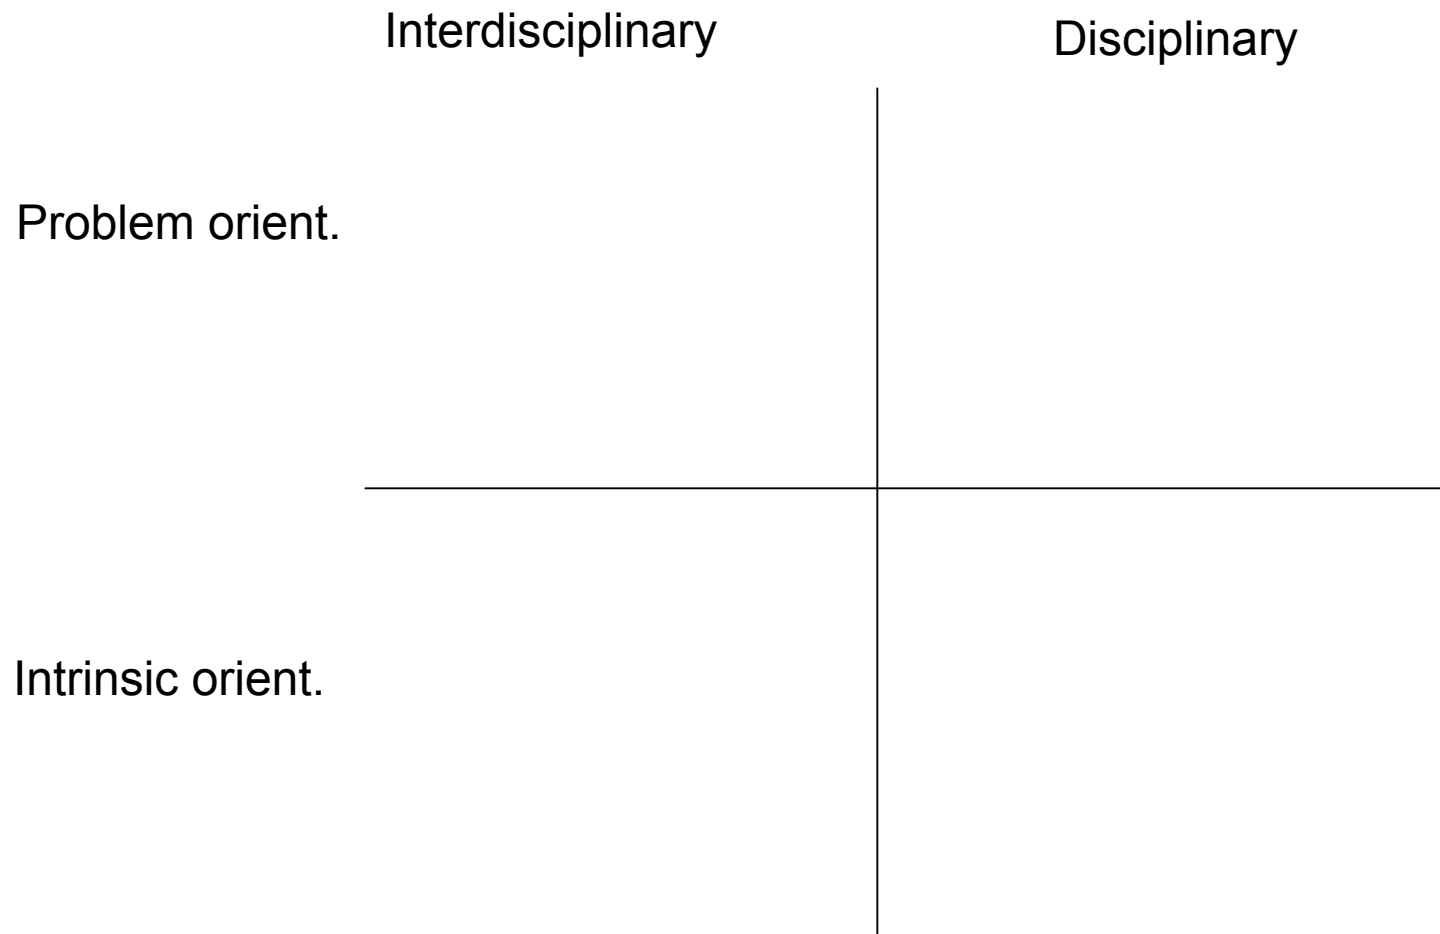 Interdisciplinary
Disciplinary
Problem orient.
Intrinsic orient.